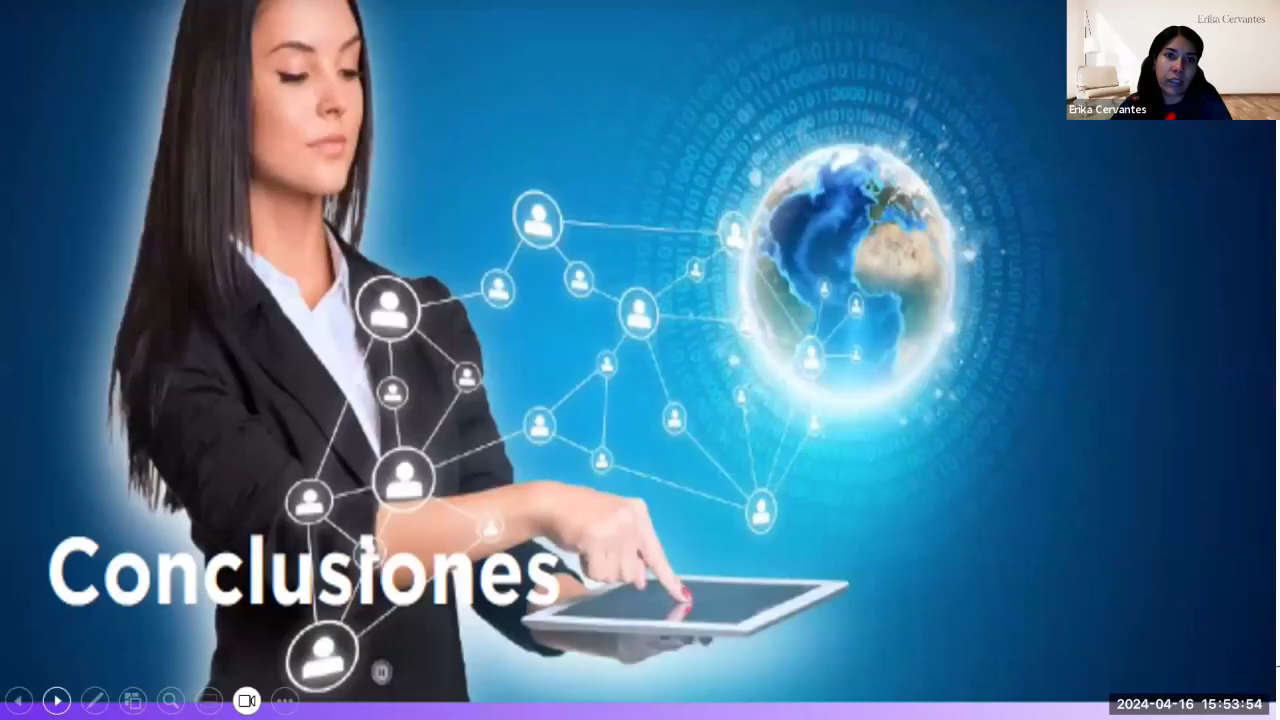 Erika Cervantes
Erika Cervantes
Conclusiones
2024-04-16 15:53:54